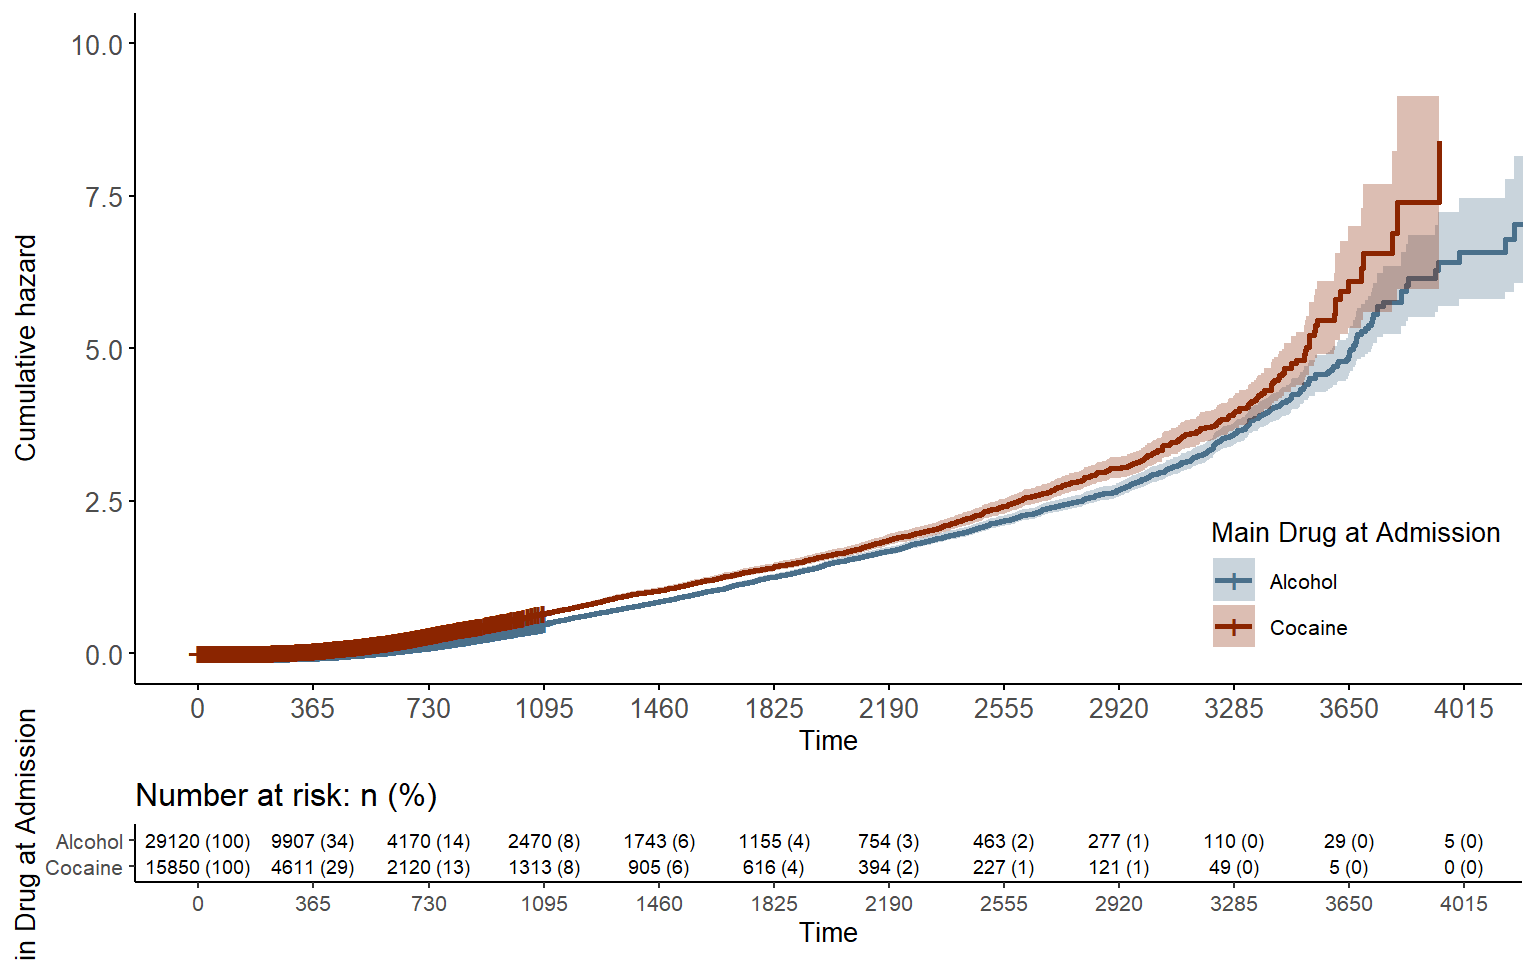 Cumulative hazard
10.0
7.5
5.0
2.5
0.0
Main Drug at Admission
Alcohol
Cocaine
0 365 730 1095 1460 1825 2190 2555 2920 3285 3650 4015
Time
in Drug at Admission
Number at risk: n (%)
Alcohol 29120 (100) 9907 (34) 4170 (14) 2470 (8) 1743 (6) 1155 (4) 754 (3) 463 (2) 277 (1) 110 (0) 29 (0) 5 (0)
Cocaine 15850 (100) 4611 (29) 2120 (13) 1313 (8) 905 (6) 616 (4) 394 (2) 227 (1) 121 (1) 49 (0) 5 (0) 0 (0)
0 365 730 1095 1460 1825 2190 2555 2920 3285 3650 4015
Time